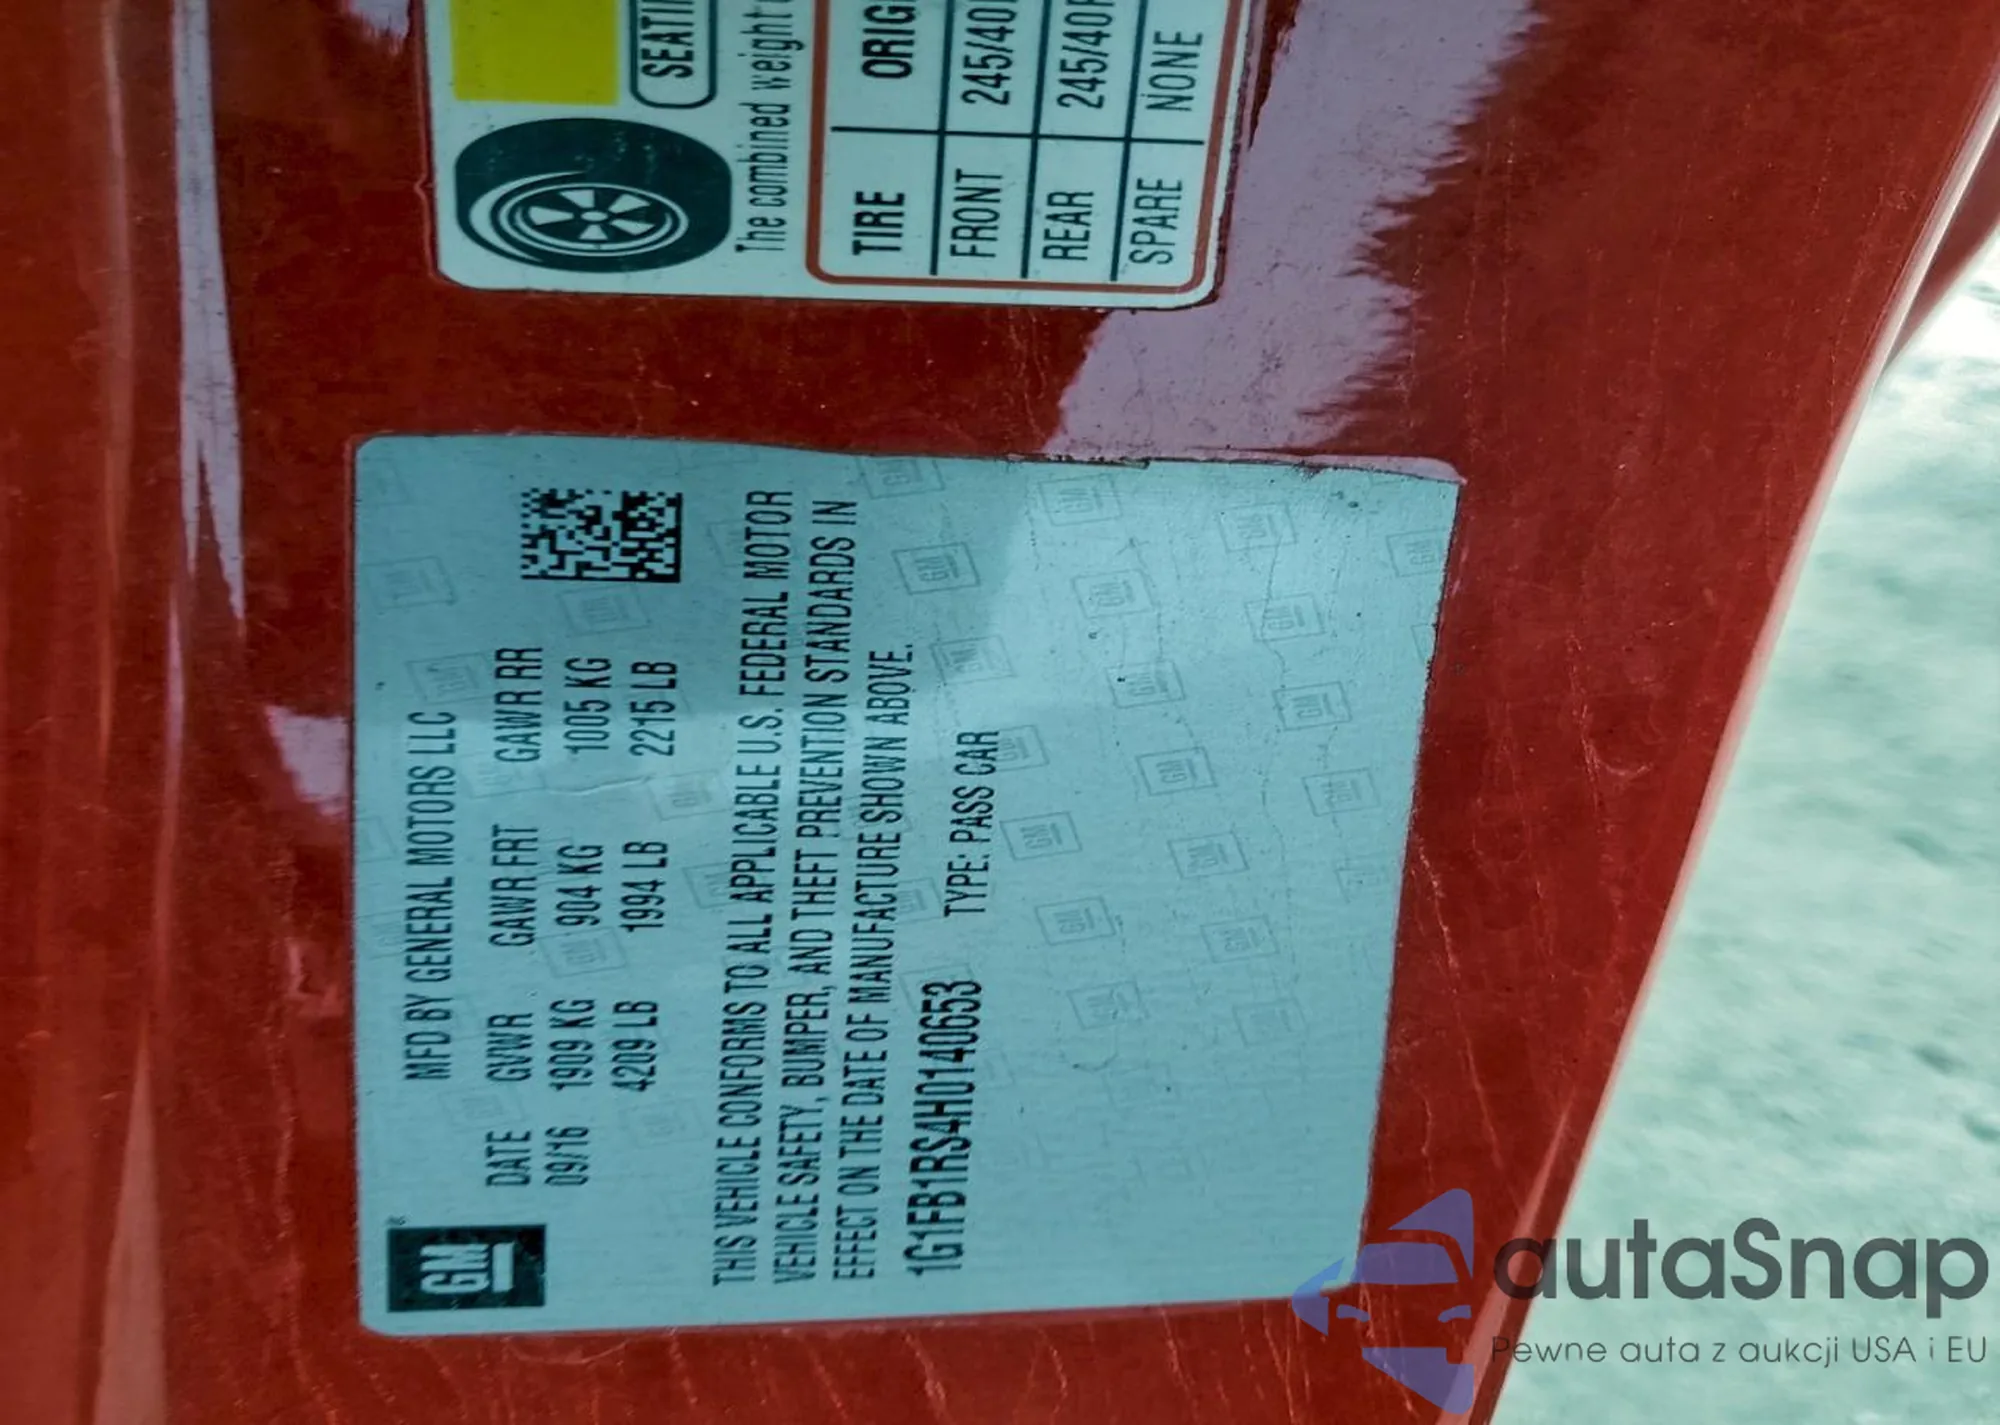 SEATI
The combined weight
TIRE ORIG
FRONT 245/40
REAR 245/40
SPARE NONE
MFD BY GENERAL MOTORS LLC
DATE GVWR GAWR FRT GAWR RR
09/16 1909 KG 904 KG 1005 KG
4209 LB 1994 LB 2215 LB
GM
THIS VEHICLE CONFORMS TO ALL APPLICABLE U.S. FEDERAL MOTOR
VEHICLE SAFETY, BUMPER, AND THEFT PREVENTION STANDARDS IN
EFFECT ON THE DATE OF MANUFACTURE SHOWN ABOVE.
1G1FB1RS4H0140653 TYPE: PASS CAR
autaSnap
Pewne auta z aukcji USA i EU